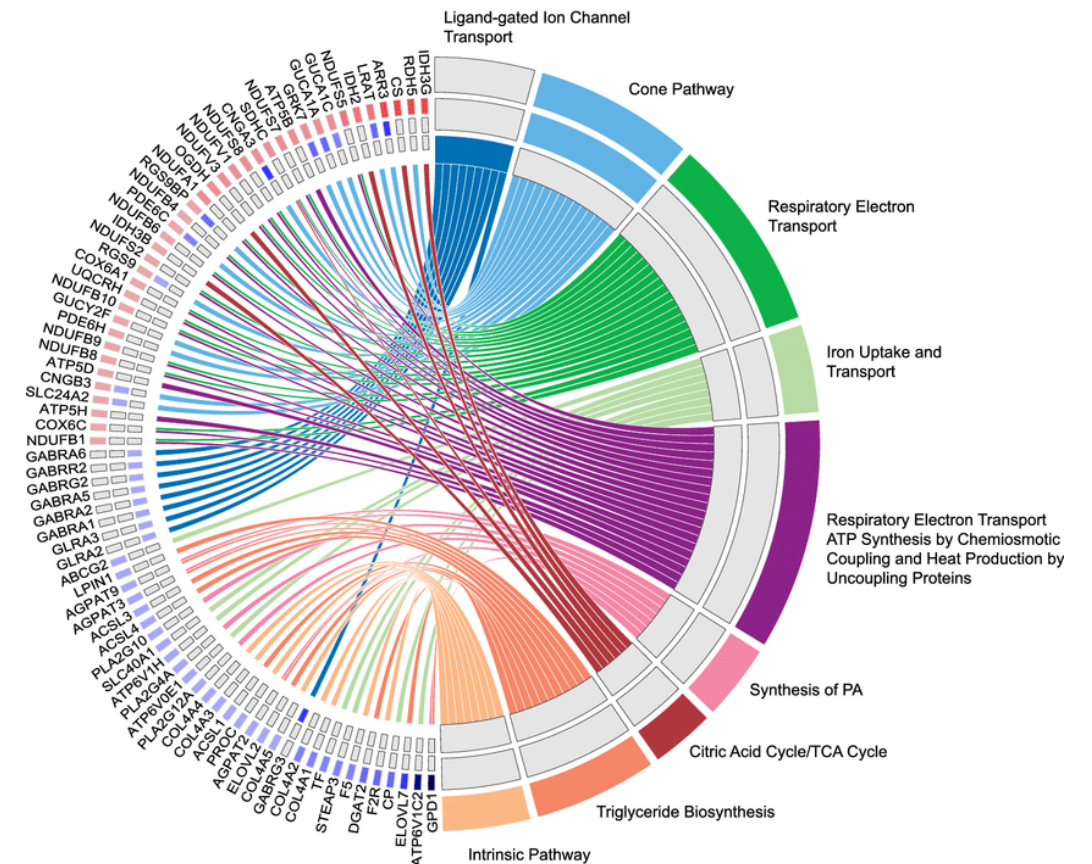 Ligand-gated Ion Channel
Transport
Cone Pathway
Respiratory Electron
Transport
Iron Uptake and
Transport
Respiratory Electron Transport
ATP Synthesis by Chemiosmotic
Coupling and Heat Production by
Uncoupling Proteins
Synthesis of PA
Citric Acid Cycle/TCA Cycle
Triglyceride Biosynthesis
Intrinsic Pathway
IDH3G
RDH5
CS
ARR3
LRAT
IDH2
NDUFS5
GUCA1C
GUCA1A
GRK7
ATP5B
NDUFS7
SDHC
CNGA3
NDUFS8
NDUFV1
NDUFV3
OGDH
NDUFA1
RGS9BP
NDUFB4
PDE6C
NDUFB6
IDH3B
NDUFS2
RGS9
COX6A1
UQCRH
NDUFB10
GUCY2F
PDE6H
NDUFB9
NDUFB8
ATP5D
CNGB3
SLC24A2
ATP5H
COX6C
NDUFB1
GABRA6
GABRR2
GABRG2
GABRA5
GABRA2
GABRA1
GLRA3
GLRA2
ABCG2
LPIN1
AGPAT9
AGPAT3
ACSL3
ACSL4
PLA2G10
SLC40A1
ATP6V1H
PLA2G4A
ATP6V0E1
PLA2G12A
COL4A4
COL4A3
ACSL1
PROC
AGPAT2
ELOVL2
COL4A5
GABRG3
COL4A2
COL4A1
TF
STEAP3
F5
DGAT2
F2R
CP
ELOVL7
ATP6V1C2
GPD1